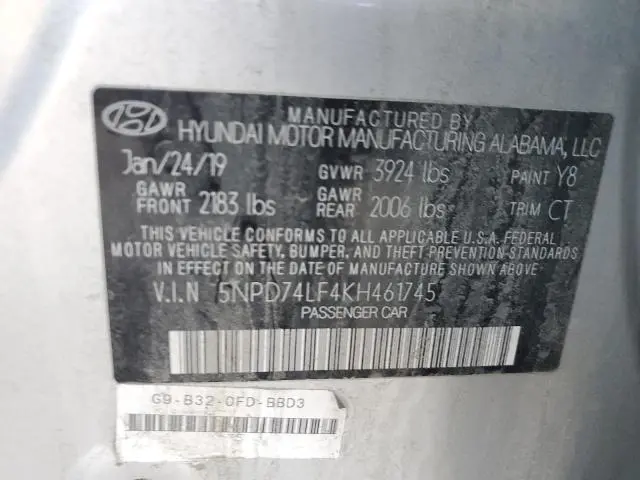 MANUFACTURED BY
HYUNDAI MOTOR MANUFACTURING ALABAMA, LLC
Jan/24/19 GVWR 3924 lbs PAINT Y8
GAWR FRONT 2183 lbs GAWR REAR 2006 lbs TRIM CT
THIS VEHICLE CONFORMS TO ALL APPLICABLE U.S.A. FEDERAL
MOTOR VEHICLE SAFETY, BUMPER, AND THEFT PREVENTION STANDARDS
IN EFFECT ON THE DATE OF MANUFACTURE SHOWN ABOVE.
V.I.N 5NPD74LF4KH461745
PASSENGER CAR
G9-B32-0FD-BBD3